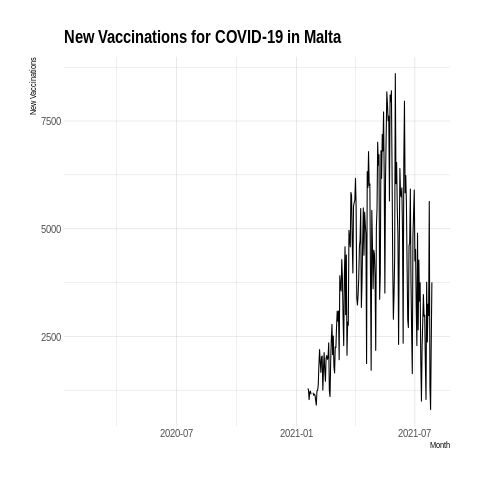 New Vaccinations for COVID-19 in Malta
New Vaccinations
7500
5000
2500
2020-07
2021-01
2021-07
Month